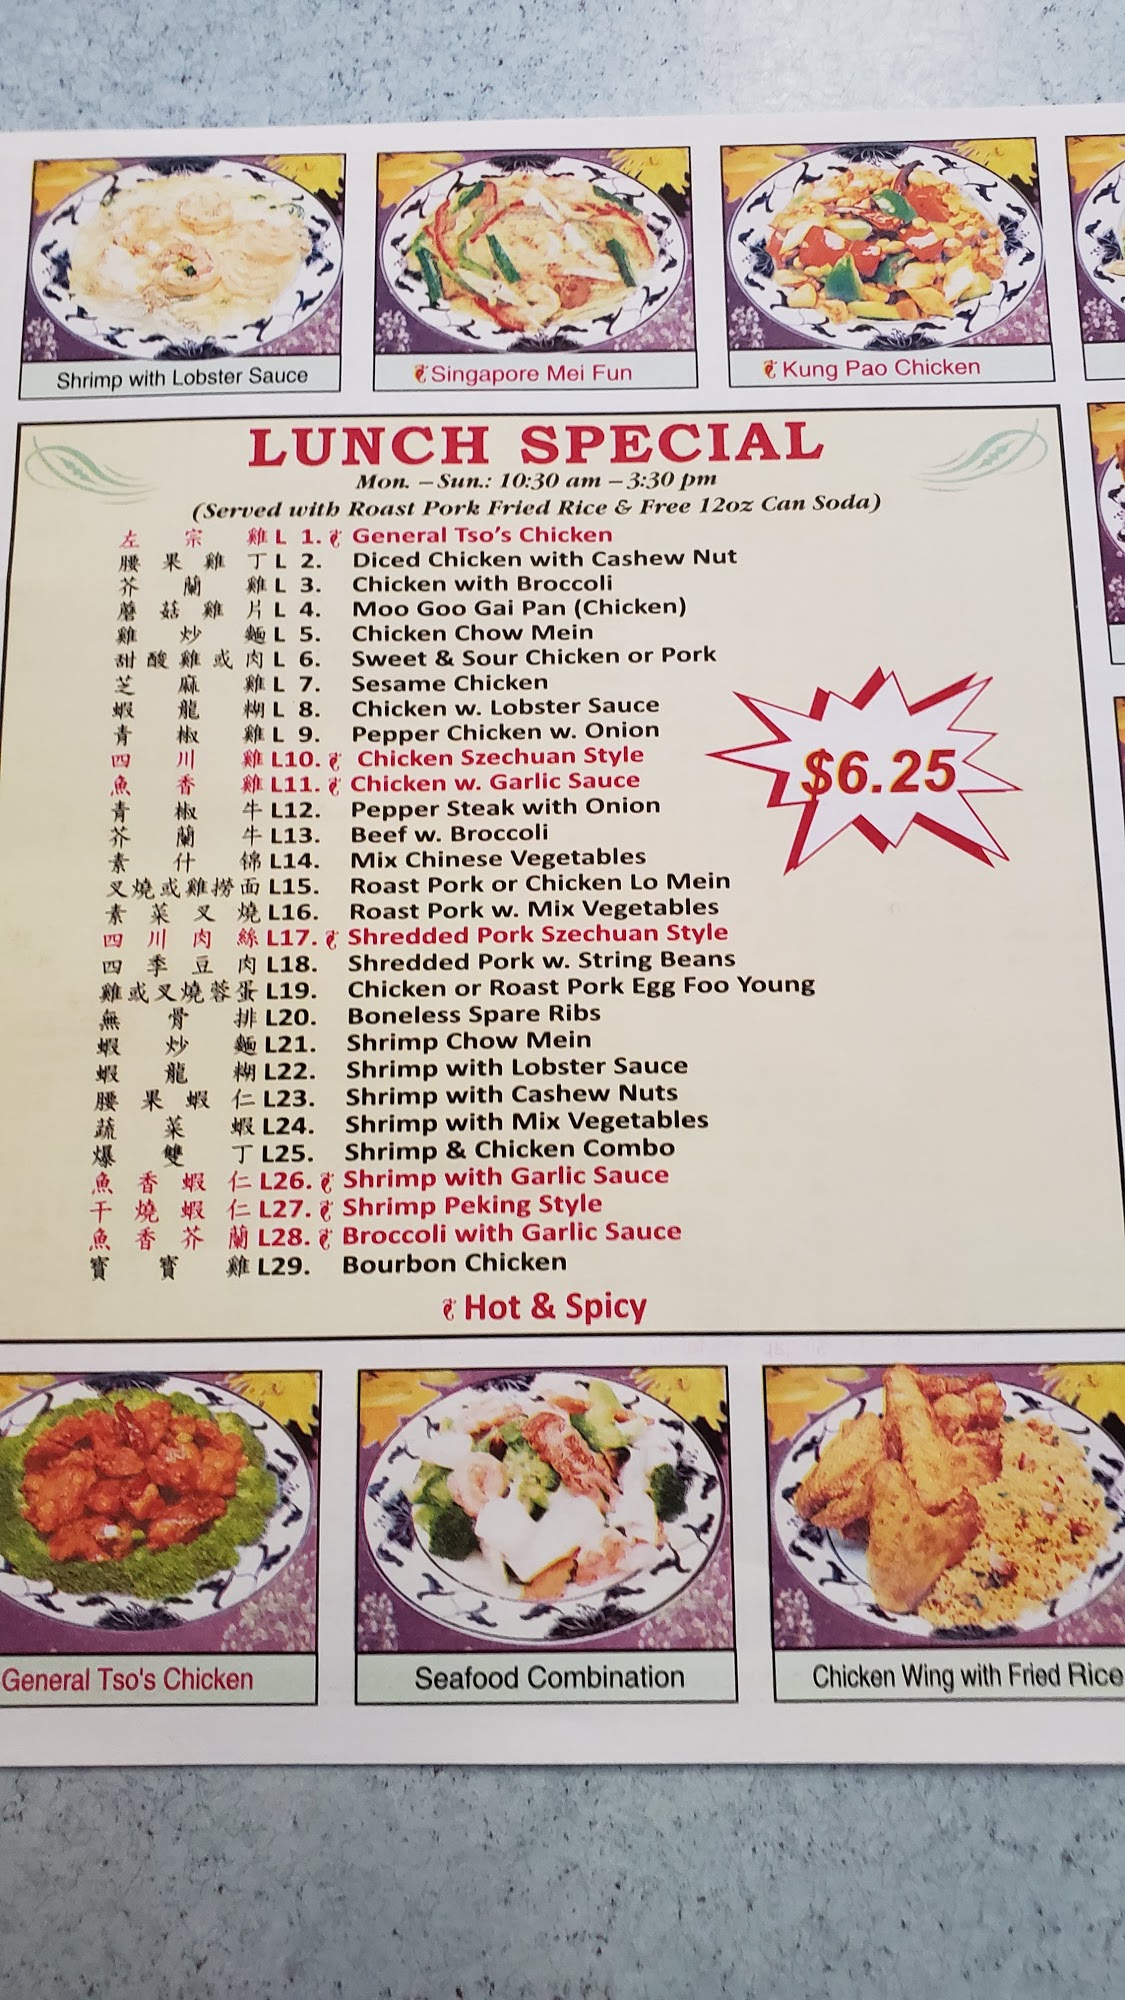 Shrimp with Lobster Sauce
Singapore Mei Fun
Kung Pao Chicken
LUNCH SPECIAL
Mon. – Sun.: 10:30 am – 3:30 pm
(Served with Roast Pork Fried Rice & Free 12oz Can Soda)
左宗雞 L 1. General Tso's Chicken
腰果雞丁 L 2. Diced Chicken with Cashew Nut
芥蘭雞 L 3. Chicken with Broccoli
蘑菇雞片 L 4. Moo Goo Gai Pan (Chicken)
雞炒麵 L 5. Chicken Chow Mein
甜酸雞或肉 L 6. Sweet & Sour Chicken or Pork
芝麻雞 L 7. Sesame Chicken
蝦龍糊 L 8. Chicken w. Lobster Sauce
青椒雞 L 9. Pepper Chicken w. Onion
四川雞 L10. Chicken Szechuan Style
魚香雞 L11. Chicken w. Garlic Sauce
青椒牛 L12. Pepper Steak with Onion
芥蘭牛 L13. Beef w. Broccoli
素什锦 L14. Mix Chinese Vegetables
叉燒或雞撈面 L15. Roast Pork or Chicken Lo Mein
素菜叉燒 L16. Roast Pork w. Mix Vegetables
四川肉絲 L17. Shredded Pork Szechuan Style
四季豆肉 L18. Shredded Pork w. String Beans
雞或叉燒蓉蛋 L19. Chicken or Roast Pork Egg Foo Young
無骨排 L20. Boneless Spare Ribs
蝦炒麵 L21. Shrimp Chow Mein
蝦龍糊 L22. Shrimp with Lobster Sauce
腰果蝦仁 L23. Shrimp with Cashew Nuts
蔬菜蝦 L24. Shrimp with Mix Vegetables
爆雙丁 L25. Shrimp & Chicken Combo
魚香蝦仁 L26. Shrimp with Garlic Sauce
干燒蝦仁 L27. Shrimp Peking Style
魚香芥蘭 L28. Broccoli with Garlic Sauce
寶寶雞 L29. Bourbon Chicken
$6.25
Hot & Spicy
General Tso's Chicken
Seafood Combination
Chicken Wing with Fried Rice